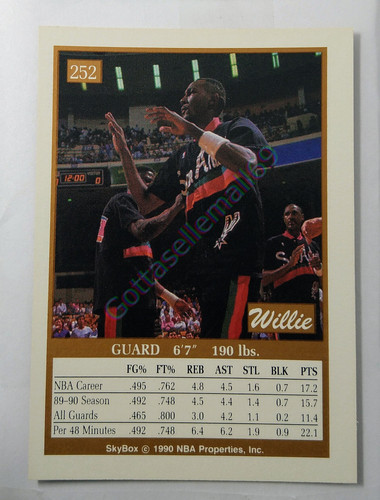 252
12:00
0
Gottasellemall69
Willie
GUARD 6'7" 190 lbs.
FG% FT% REB AST STL BLK PTS
NBA Career .495 .762 4.8 4.5 1.6 0.7 17.2
89-90 Season .492 .748 4.5 4.4 1.4 0.7 15.7
All Guards .465 .800 3.0 4.2 1.1 0.2 11.4
Per 48 Minutes .492 .748 6.4 6.2 1.9 0.9 22.1
SkyBox © 1990 NBA Properties, Inc.